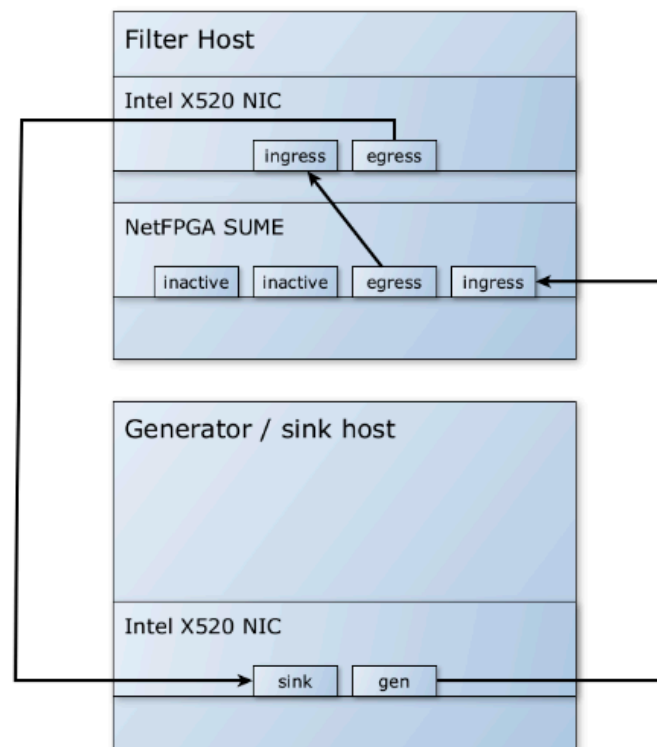 Filter Host
Intel X520 NIC
ingress egress
NetFPGA SUME
inactive inactive egress ingress
Generator / sink host
Intel X520 NIC
sink gen